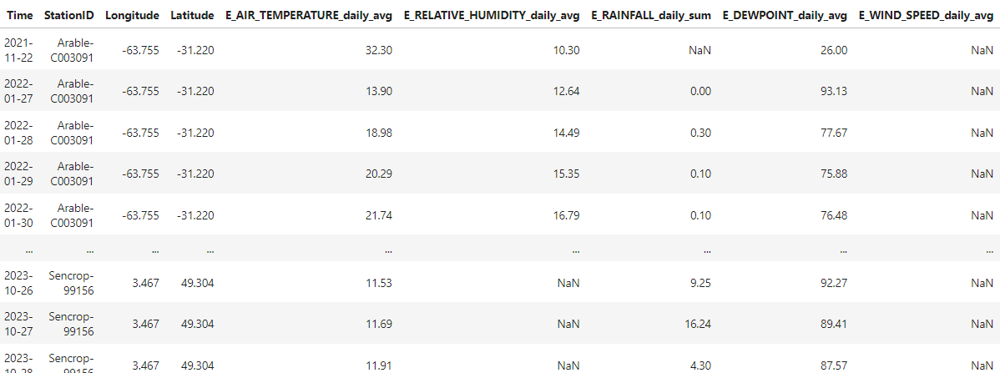 Time StationID Longitude Latitude E_AIR_TEMPERATURE_daily_avg E_RELATIVE_HUMIDITY_daily_avg E_RAINFALL_daily_sum E_DEWPOINT_daily_avg E_WIND_SPEED_daily_avg
2021-11-22 Arable-C003091 -63.755 -31.220 32.30 10.30 NaN 26.00 NaN
2022-01-27 Arable-C003091 -63.755 -31.220 13.90 12.64 0.00 93.13 NaN
2022-01-28 Arable-C003091 -63.755 -31.220 18.98 14.49 0.30 77.67 NaN
2022-01-29 Arable-C003091 -63.755 -31.220 20.29 15.35 0.10 75.88 NaN
2022-01-30 Arable-C003091 -63.755 -31.220 21.74 16.79 0.10 76.48 NaN
... ... ... ... ... ... ... ... ...
2023-10-26 Sencrop-99156 3.467 49.304 11.53 NaN 9.25 92.27 NaN
2023-10-27 Sencrop-99156 3.467 49.304 11.69 NaN 16.24 89.41 NaN
2023-10-28 Sencrop-99156 3.467 49.304 11.91 NaN 4.30 87.57 NaN